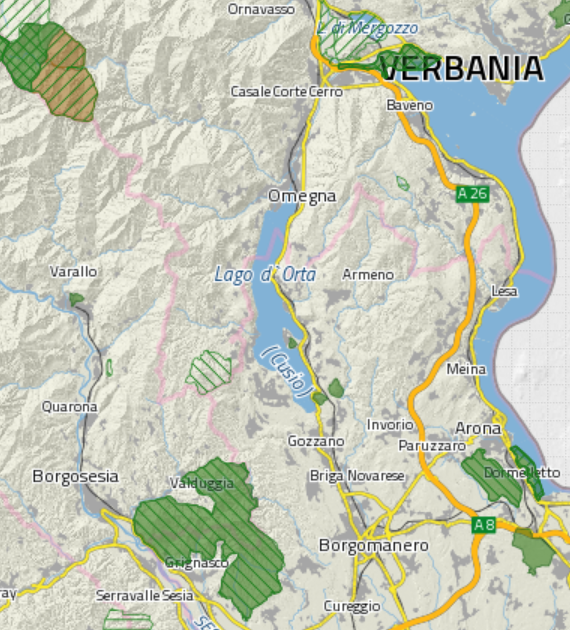 Ornavasso
L. di Mergozzo
VERBANIA
Casale Corte Cerro
Baveno
Omegna
A 26
Varallo
Lago d'Orta
Armeno
Lesa
(Cusio)
Meina
Quarona
Invorio
Arona
Gozzano
Paruzzaro
Borgosesia
Valduggia
Briga Novarese
Dormelletto
A 8
Borgomanero
Grignasco
ray
Serravalle Sesia
Cureggio